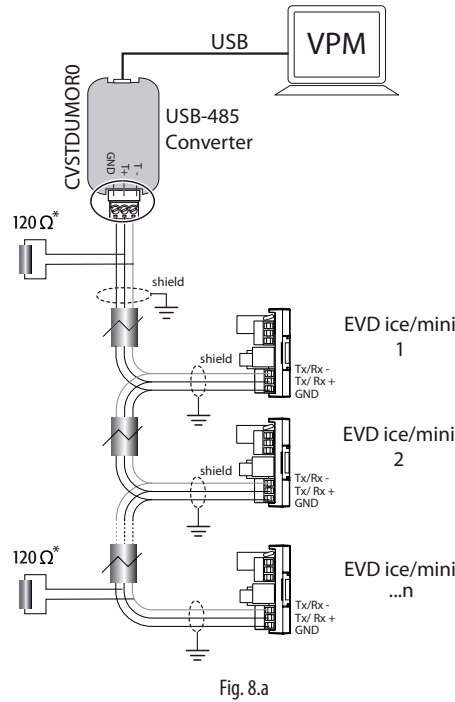 USB
VPM
CVSTDUMOR0
USB-485
Converter
GND
T+
T -
120 Ω*
shield
EVD ice/mini
1
shield
Tx/Rx -
Tx/ Rx +
GND
EVD ice/mini
2
shield
Tx/Rx -
Tx/ Rx +
GND
120 Ω*
EVD ice/mini
...n
Tx/Rx -
Tx/ Rx +
GND
Fig. 8.a